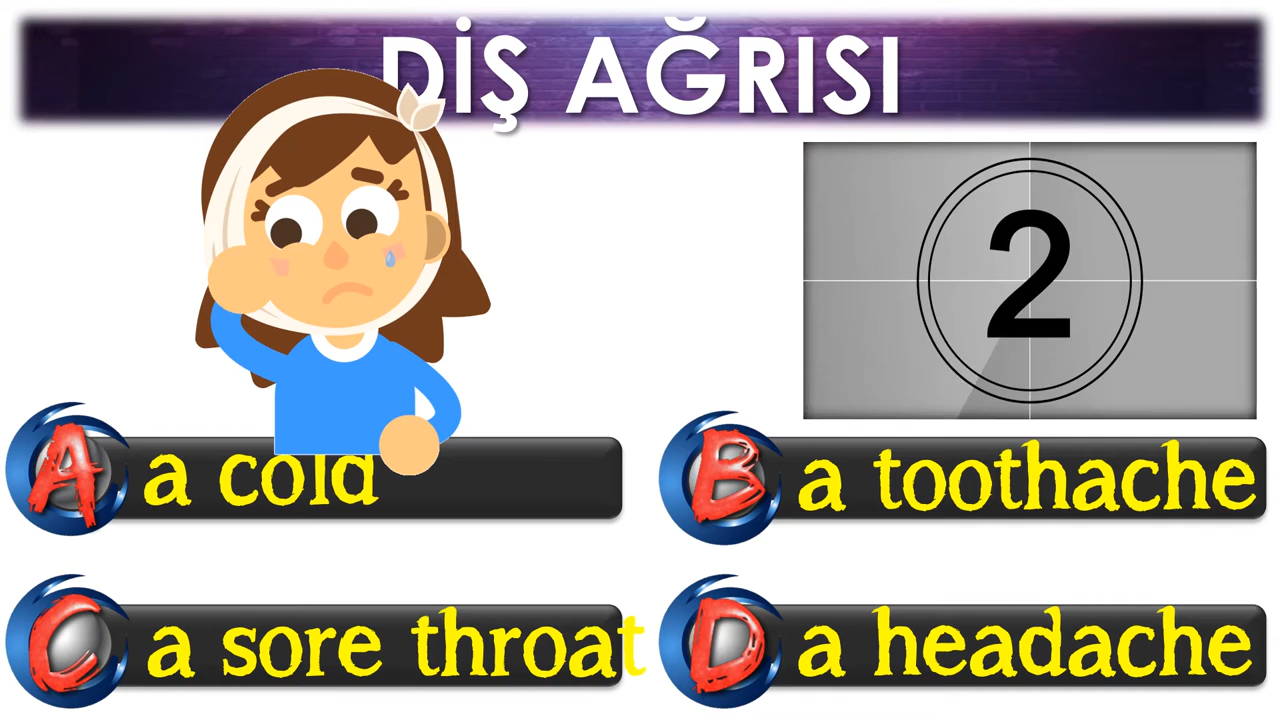 DİŞ AĞRISI
2
A a cold
B a toothache
C a sore throat
D a headache